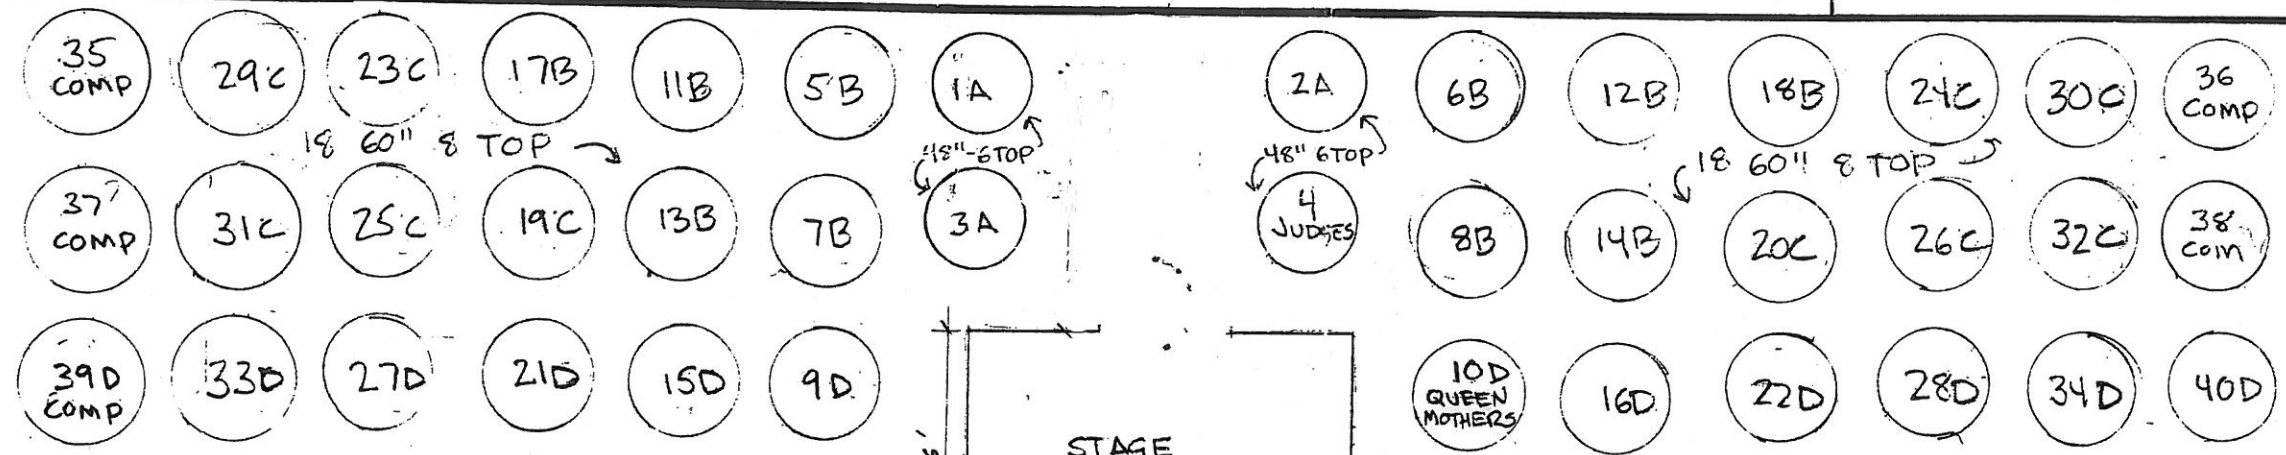 35
COMP
29C
23C
17B
11B
5B
1A
2A
6B
12B
18B
24C
30C
36
COMP
18 60" 8 TOP
48"-6TOP
48" 6TOP
18 60" 8 TOP
37
COMP
31C
25C
19C
13B
7B
3A
4
JUDGES
8B
14B
20C
26C
32C
38
COM
39D
COMP
33D
27D
21D
15D
9D
10D
QUEEN
MOTHERS
16D
22D
28D
34D
40D
STAGE